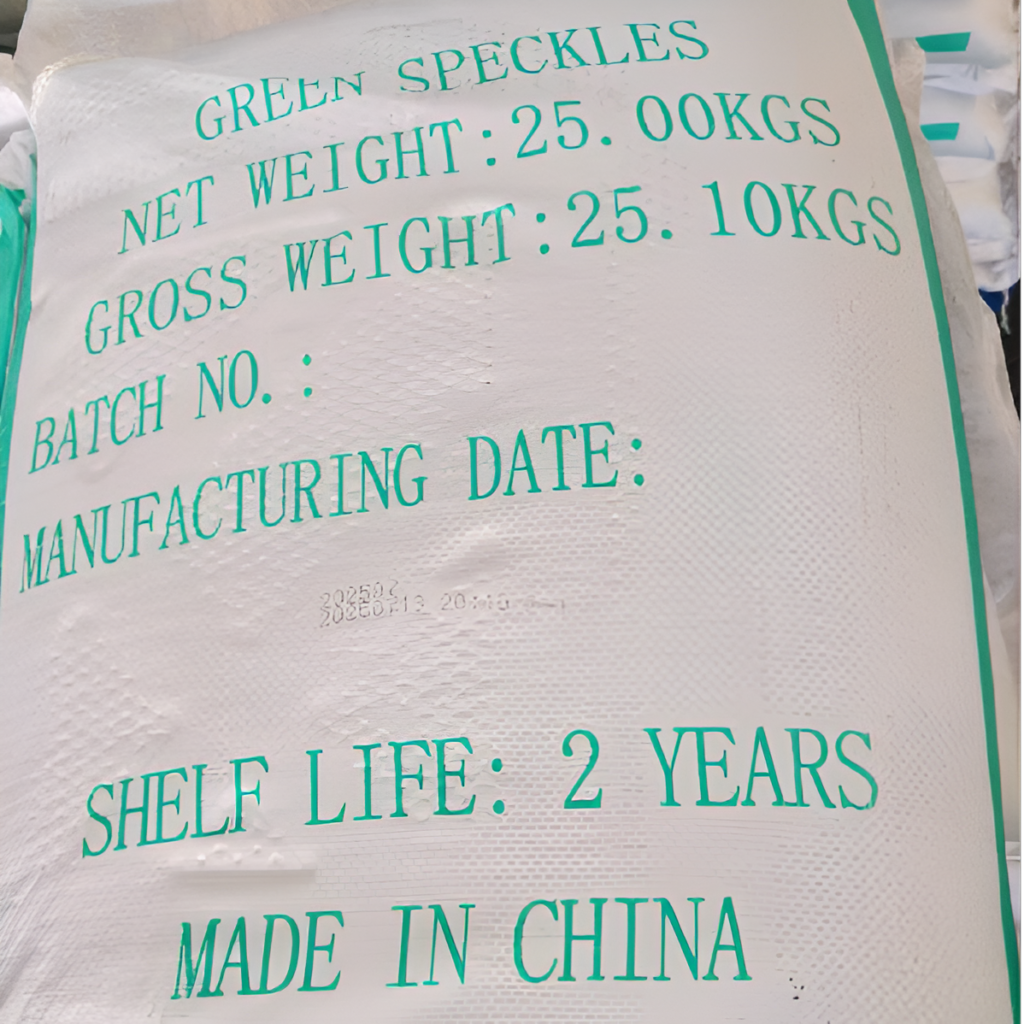 GREEN SPECKLES
NET WEIGHT:25.00KGS
GROSS WEIGHT:25.10KGS
BATCH NO.:
MANUFACTURING DATE:
202507
SHELF LIFE: 2 YEARS
MADE IN CHINA